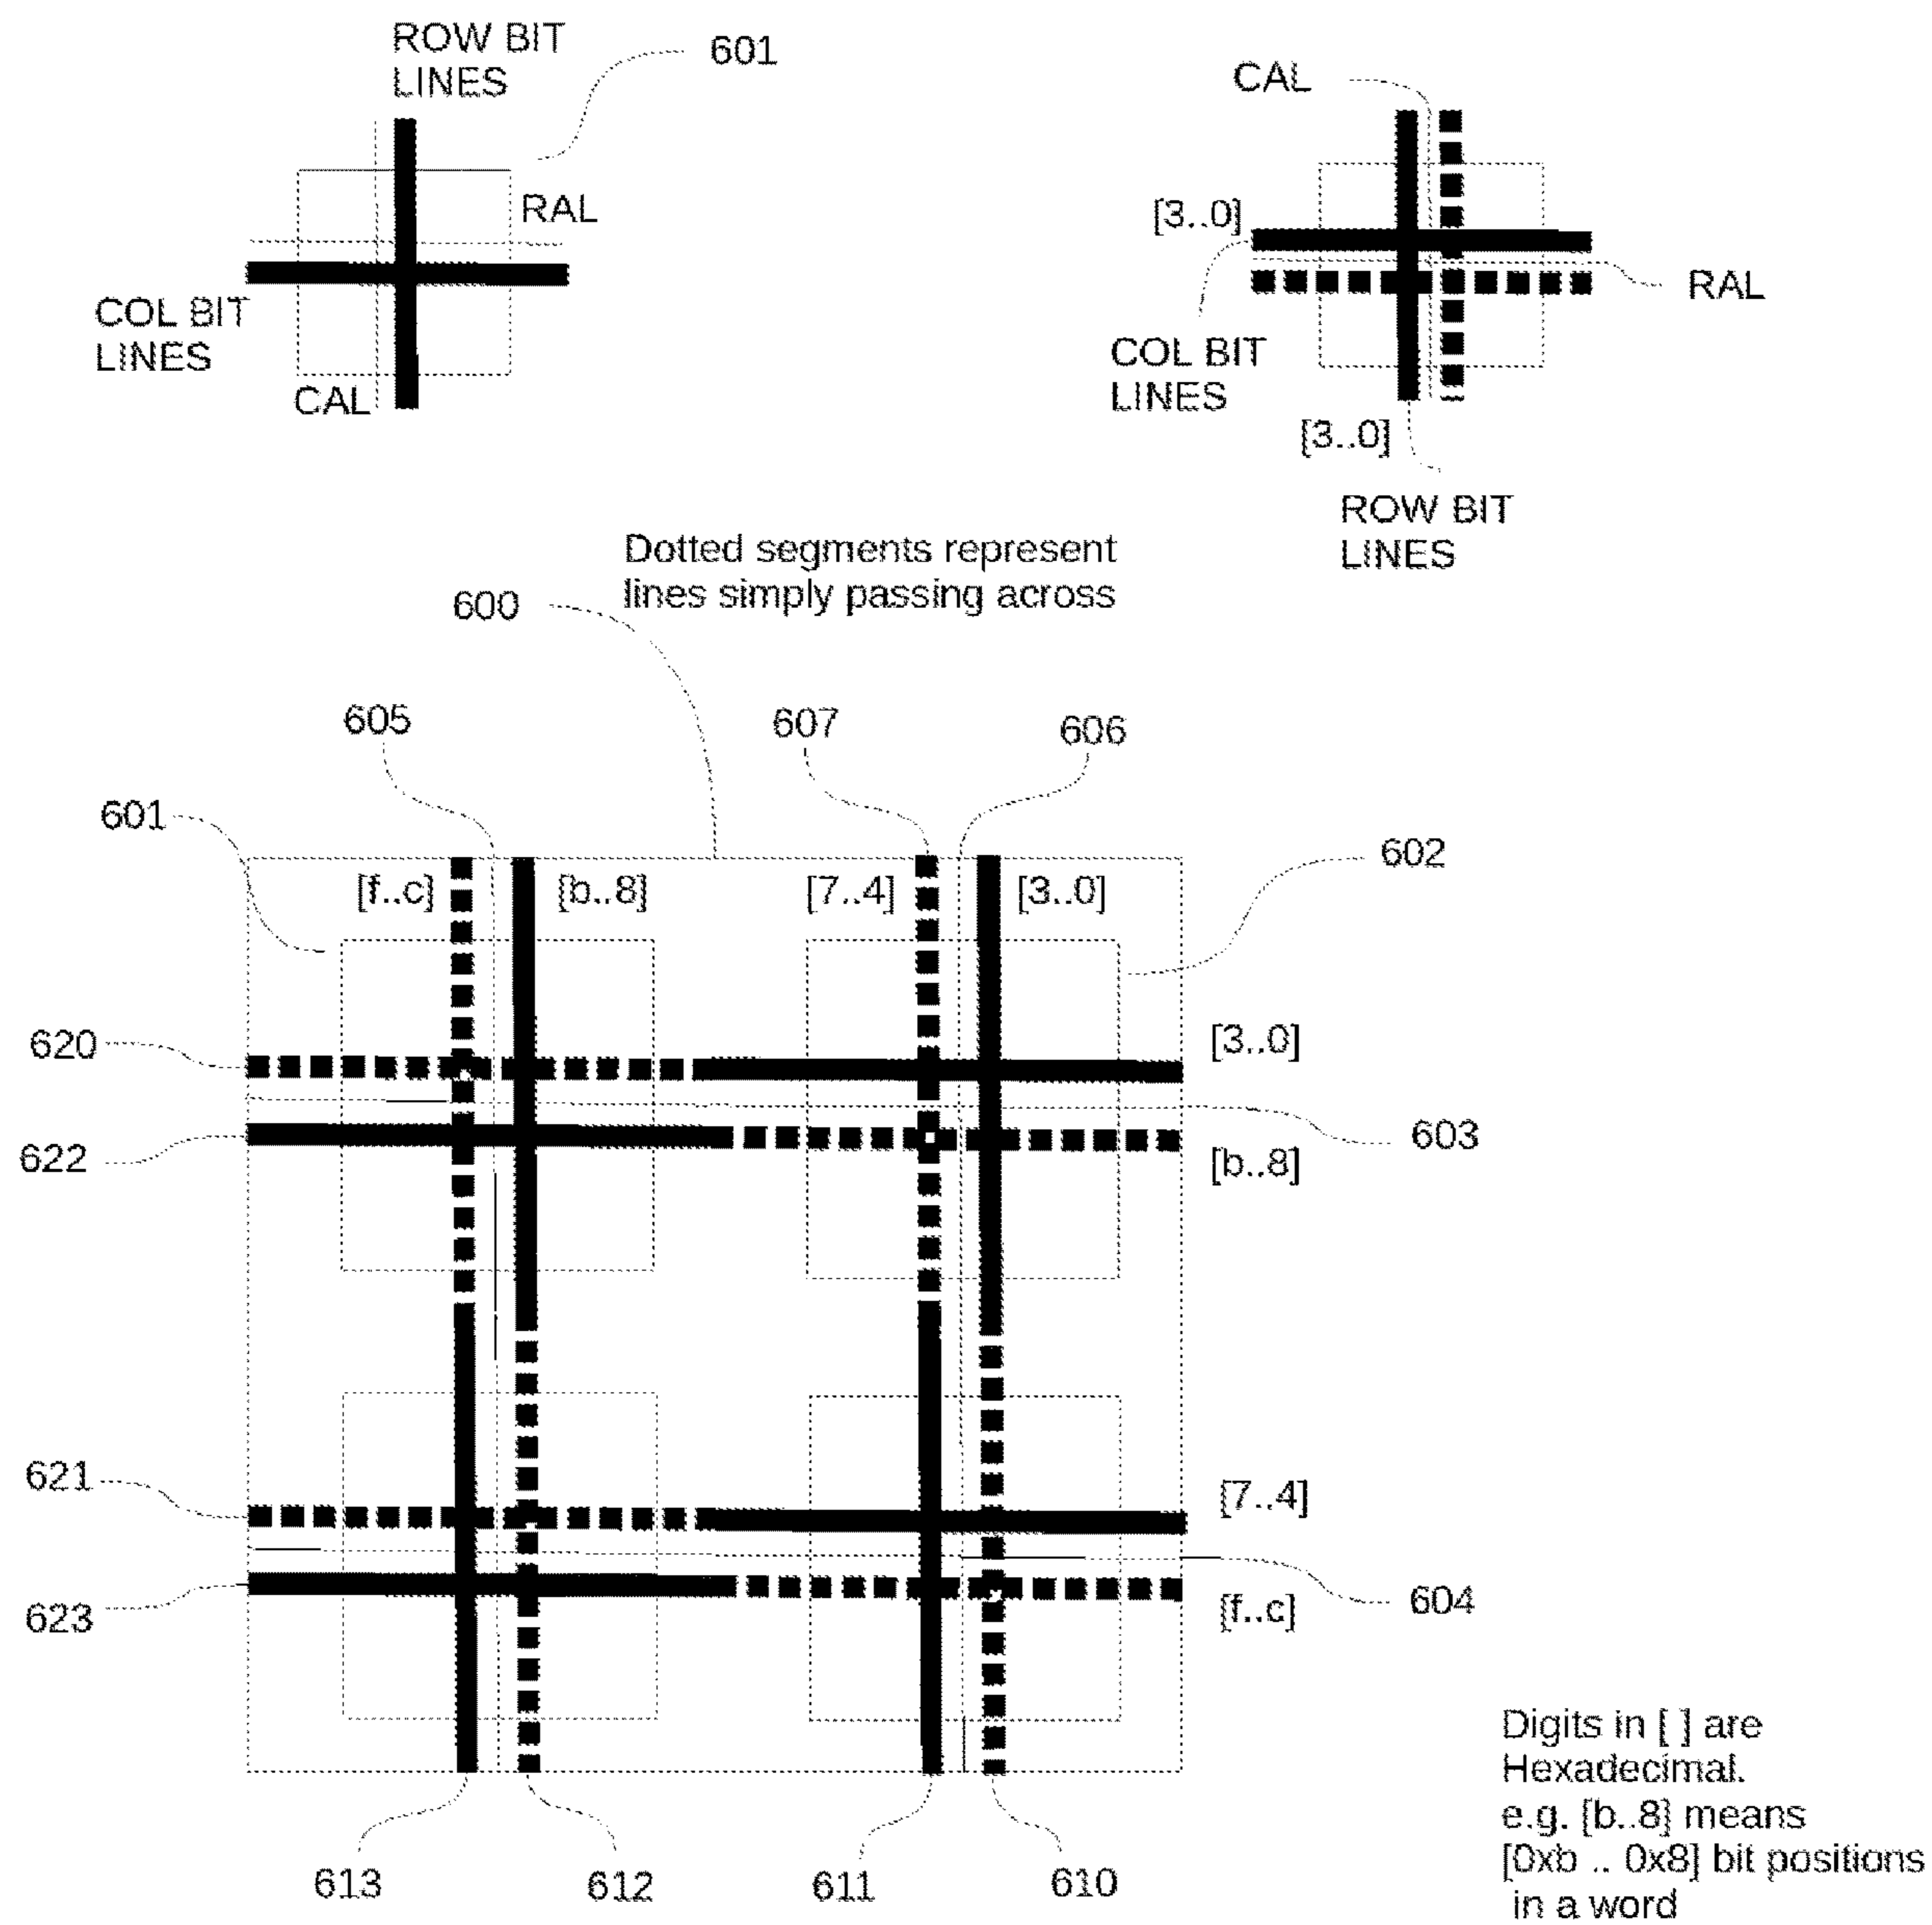 ROW BIT
LINES
601
CAL
RAL
[3..0]
RAL
COL BIT
LINES
COL BIT
LINES
CAL
[3..0]
ROW BIT
LINES
Dotted segments represent
lines simply passing across
600
605
607
606
601
602
[f..c]
[b..8]
[7..4]
[3..0]
620
[3..0]
603
622
[b..8]
621
[7..4]
604
623
[f..c]
Digits in [ ] are
Hexadecimal.
e.g. [b..8] means
[0xb .. 0x8] bit positions
in a word
613
612
611
610